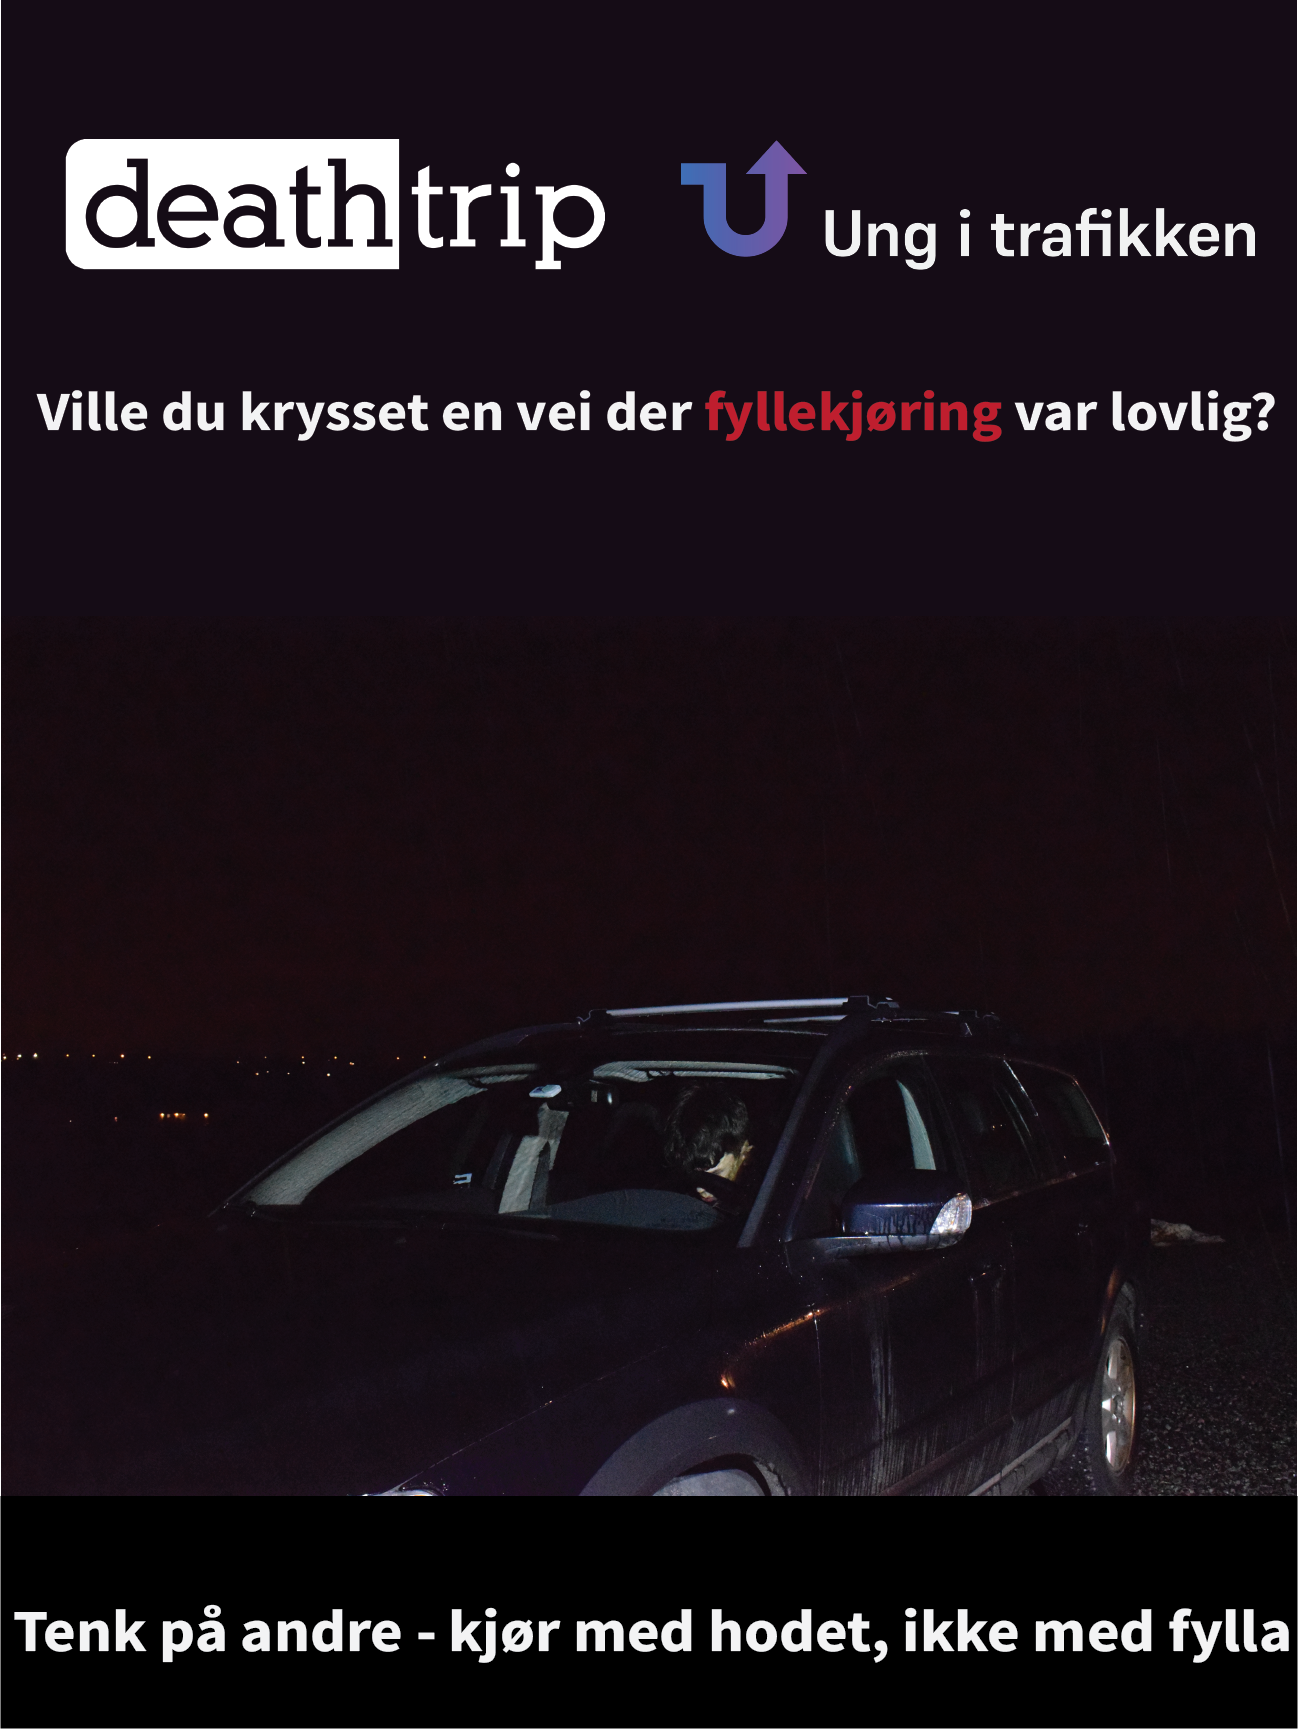 deathtrip
Ung i trafikken
Ville du krysset en vei der fyllekjøring var lovlig?
Tenk på andre - kjør med hodet, ikke med fylla